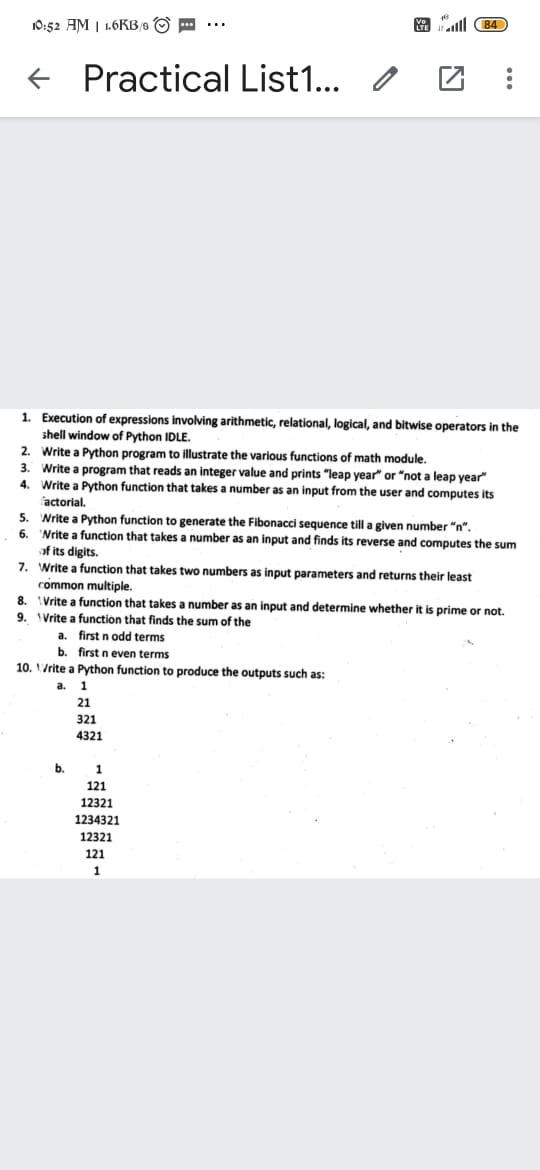 10:52 AM | 1.6KB/s ...
Vo LTE 4G 84
Practical List1...
1. Execution of expressions involving arithmetic, relational, logical, and bitwise operators in the
shell window of Python IDLE.
2. Write a Python program to illustrate the various functions of math module.
3. Write a program that reads an integer value and prints "leap year" or "not a leap year"
4. Write a Python function that takes a number as an input from the user and computes its
factorial.
5. Write a Python function to generate the Fibonacci sequence till a given number "n".
6. Write a function that takes a number as an input and finds its reverse and computes the sum
of its digits.
7. Write a function that takes two numbers as input parameters and returns their least
common multiple.
8. Write a function that takes a number as an input and determine whether it is prime or not.
9. Write a function that finds the sum of the
a. first n odd terms
b. first n even terms
10. Write a Python function to produce the outputs such as:
a. 1
21
321
4321
b. 1
121
12321
1234321
12321
121
1